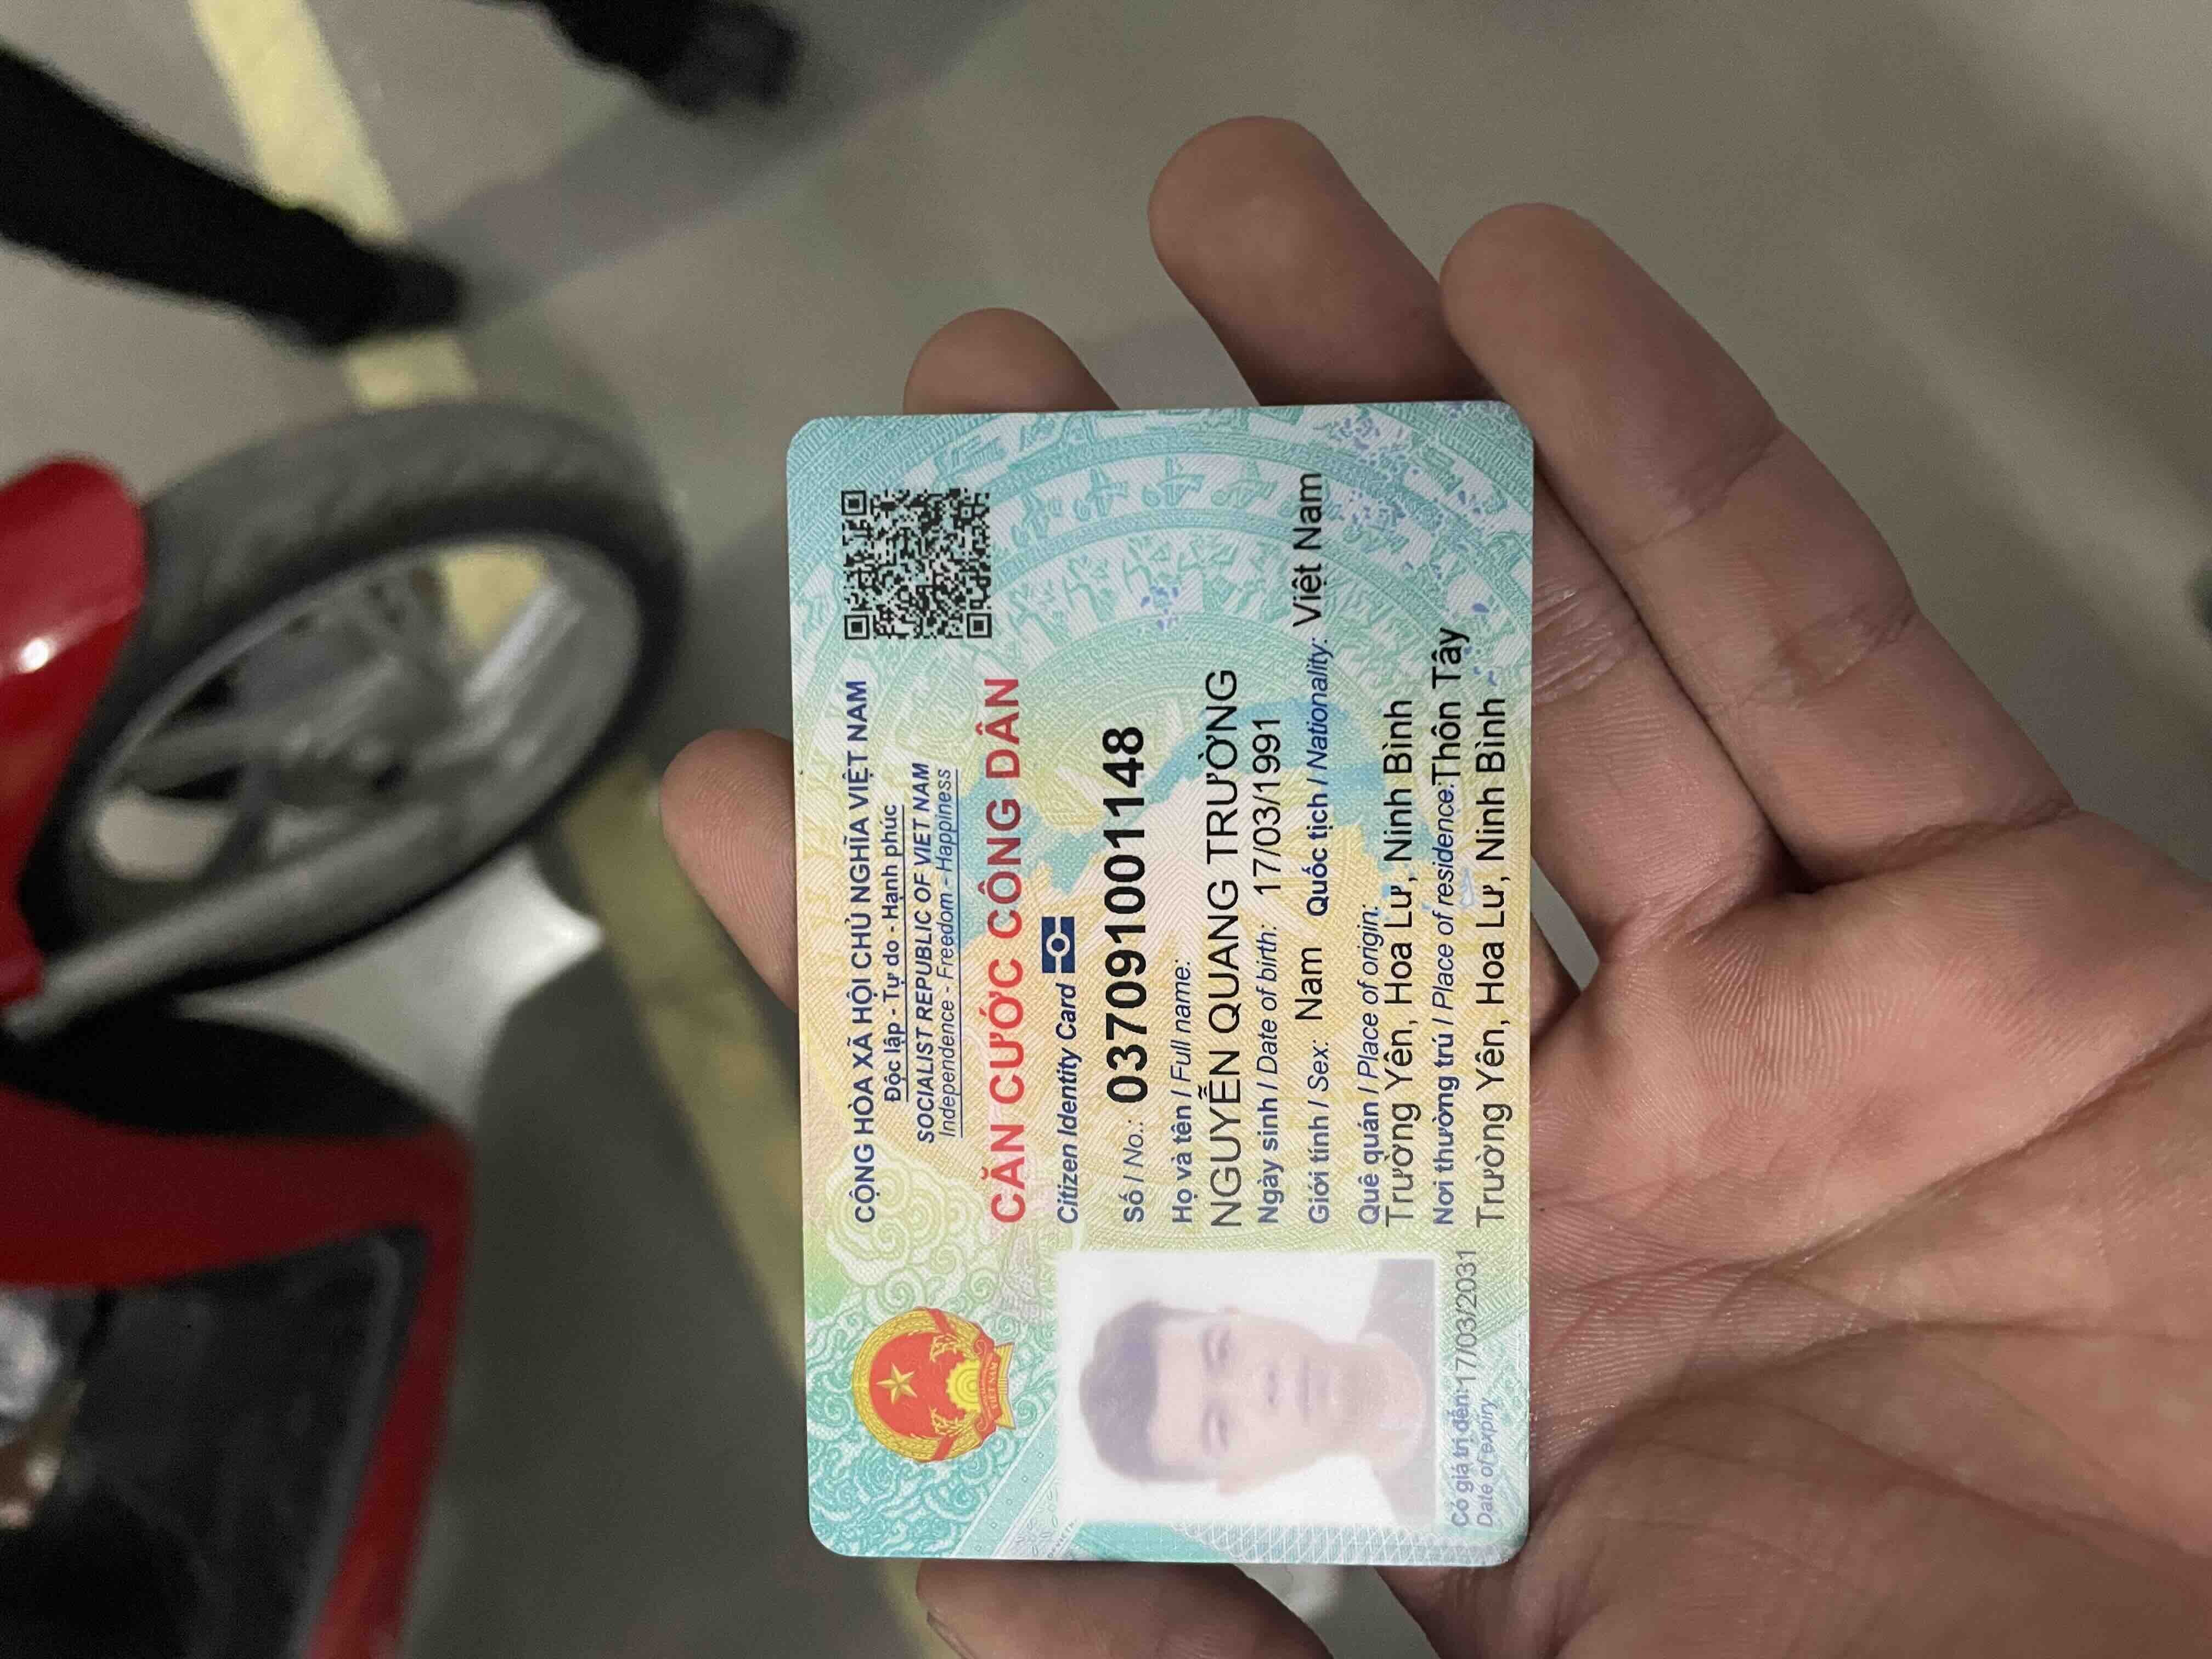 CỘNG HÒA XÃ HỘI CHỦ NGHĨA VIỆT NAM
Độc lập - Tự do - Hạnh phúc
SOCIALIST REPUBLIC OF VIET NAM
Independence - Freedom - Happiness
CĂN CƯỚC CÔNG DÂN
Citizen Identity Card
Số / No.: 037091001148
Họ và tên / Full name:
NGUYỄN QUANG TRƯỜNG
Ngày sinh / Date of birth: 17/03/1991
Giới tính / Sex: Nam Quốc tịch / Nationality: Việt Nam
Quê quán / Place of origin:
Trường Yên, Hoa Lư, Ninh Bình
Nơi thường trú / Place of residence: Thôn Tây
Trường Yên, Hoa Lư, Ninh Bình
Có giá trị đến: 17/03/2031
Date of expiry